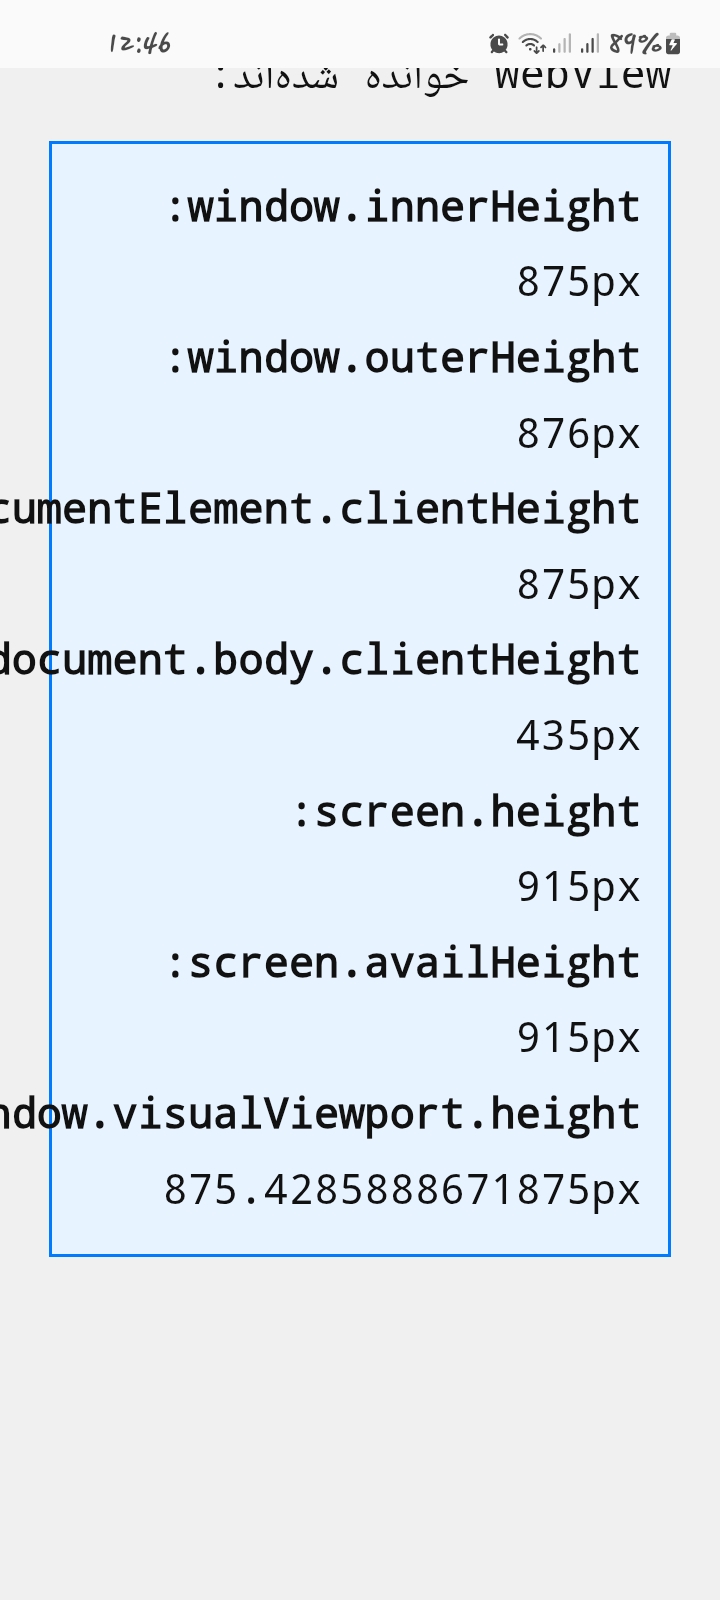 12:46 89%
webview خوانده شده‌اند:
window.innerHeight:
875px
window.outerHeight:
876px
cumentElement.clientHeight
875px
document.body.clientHeight
435px
screen.height:
915px
screen.availHeight:
915px
ndow.visualViewport.height
875.4285888671875px